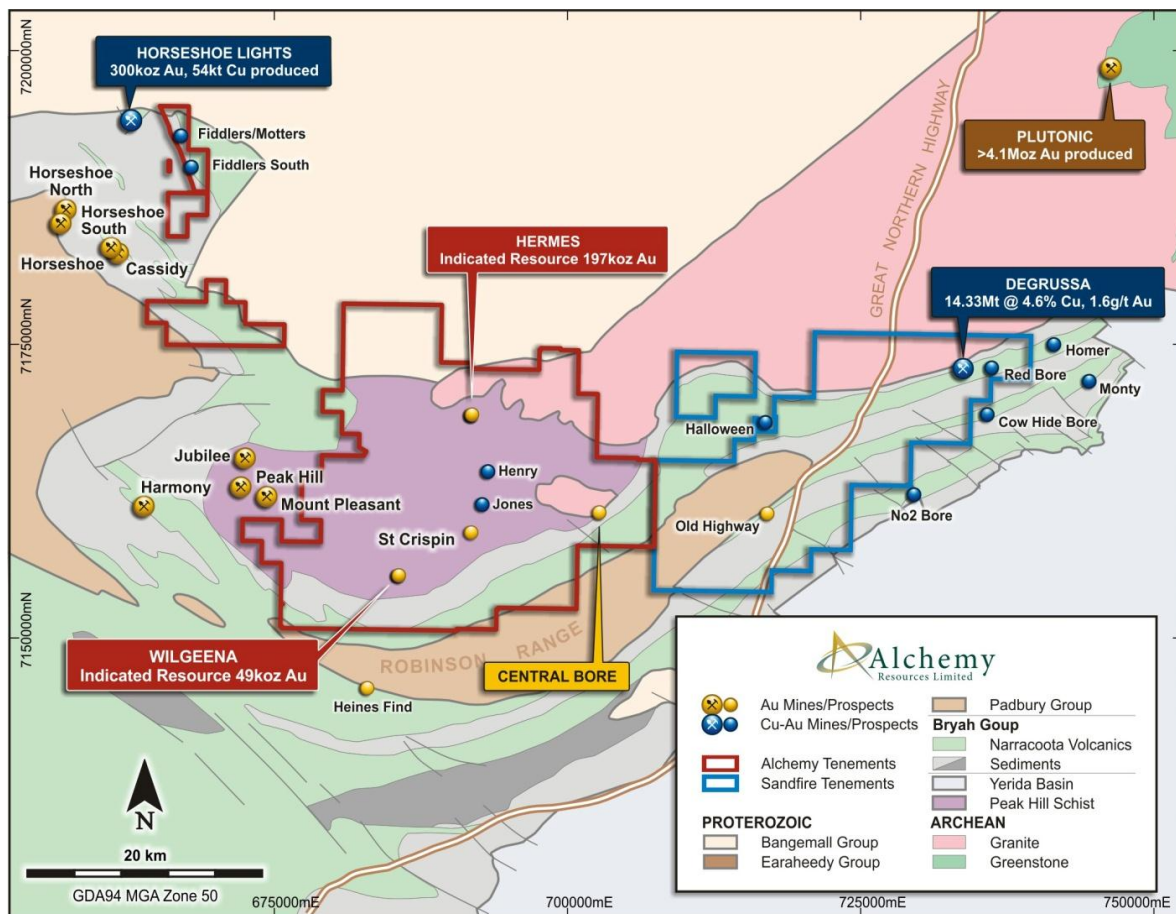 7200000mN
7175000mN
7150000mN
HORSESHOE LIGHTS
300koz Au, 54kt Cu produced
Fiddlers/Motters
Fiddlers South
Horseshoe
North
Horseshoe
South
Horseshoe
Cassidy
GREAT NORTHERN HIGHWAY
PLUTONIC
>4.1Moz Au produced
HERMES
Indicated Resource 197koz Au
DEGRUSSA
14.33Mt @ 4.6% Cu, 1.6g/t Au
Homer
Red Bore
Monty
Cow Hide Bore
Halloween
No2 Bore
Old Highway
Jubilee
Peak Hill
Harmony
Mount Pleasant
Henry
Jones
St Crispin
WILGEENA
Indicated Resource 49koz Au
ROBINSON RANGE
CENTRAL BORE
Heines Find
N
20 km
GDA94 MGA Zone 50
Alchemy
Resources Limited
Au Mines/Prospects
Cu-Au Mines/Prospects
Alchemy Tenements
Sandfire Tenements
PROTEROZOIC
Bangemall Group
Earaheedy Group
Padbury Group
Bryah Goup
Narracoota Volcanics
Sediments
Yerida Basin
Peak Hill Schist
ARCHEAN
Granite
Greenstone
675000mE
700000mE
725000mE
750000mE